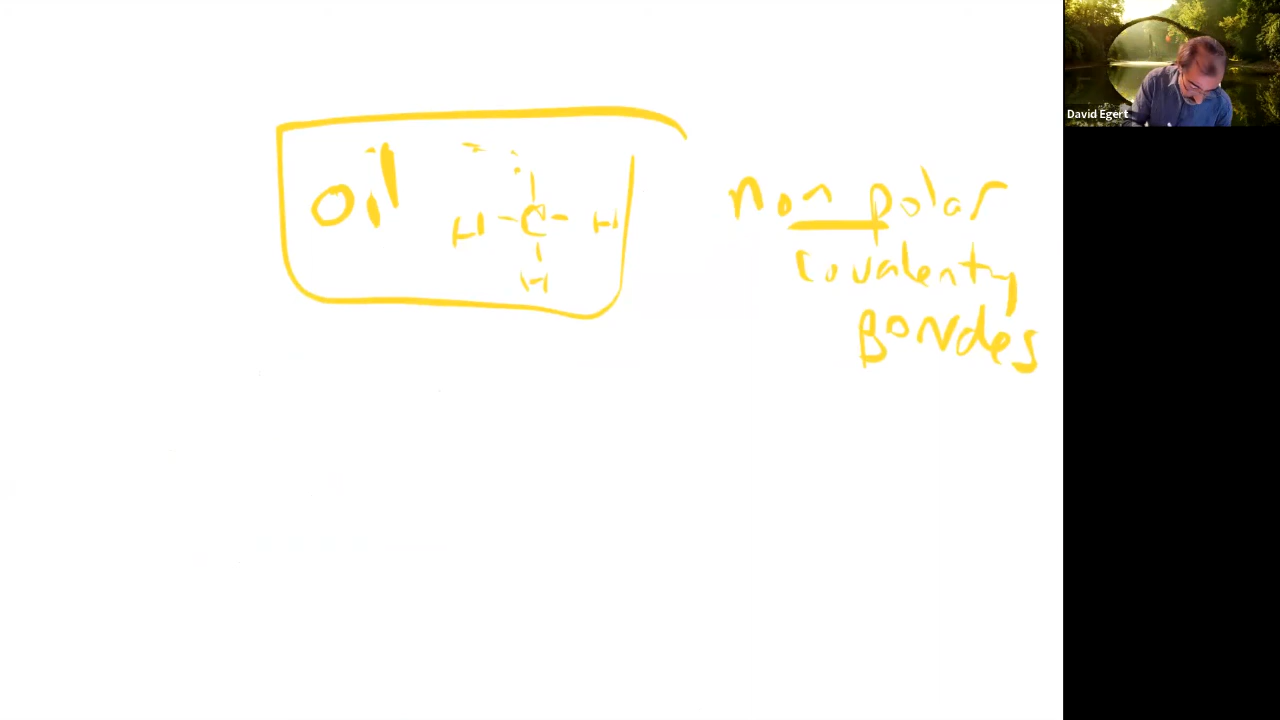 David Egert
Oil
H-C-H
H
non polar
covalenty
BONdes